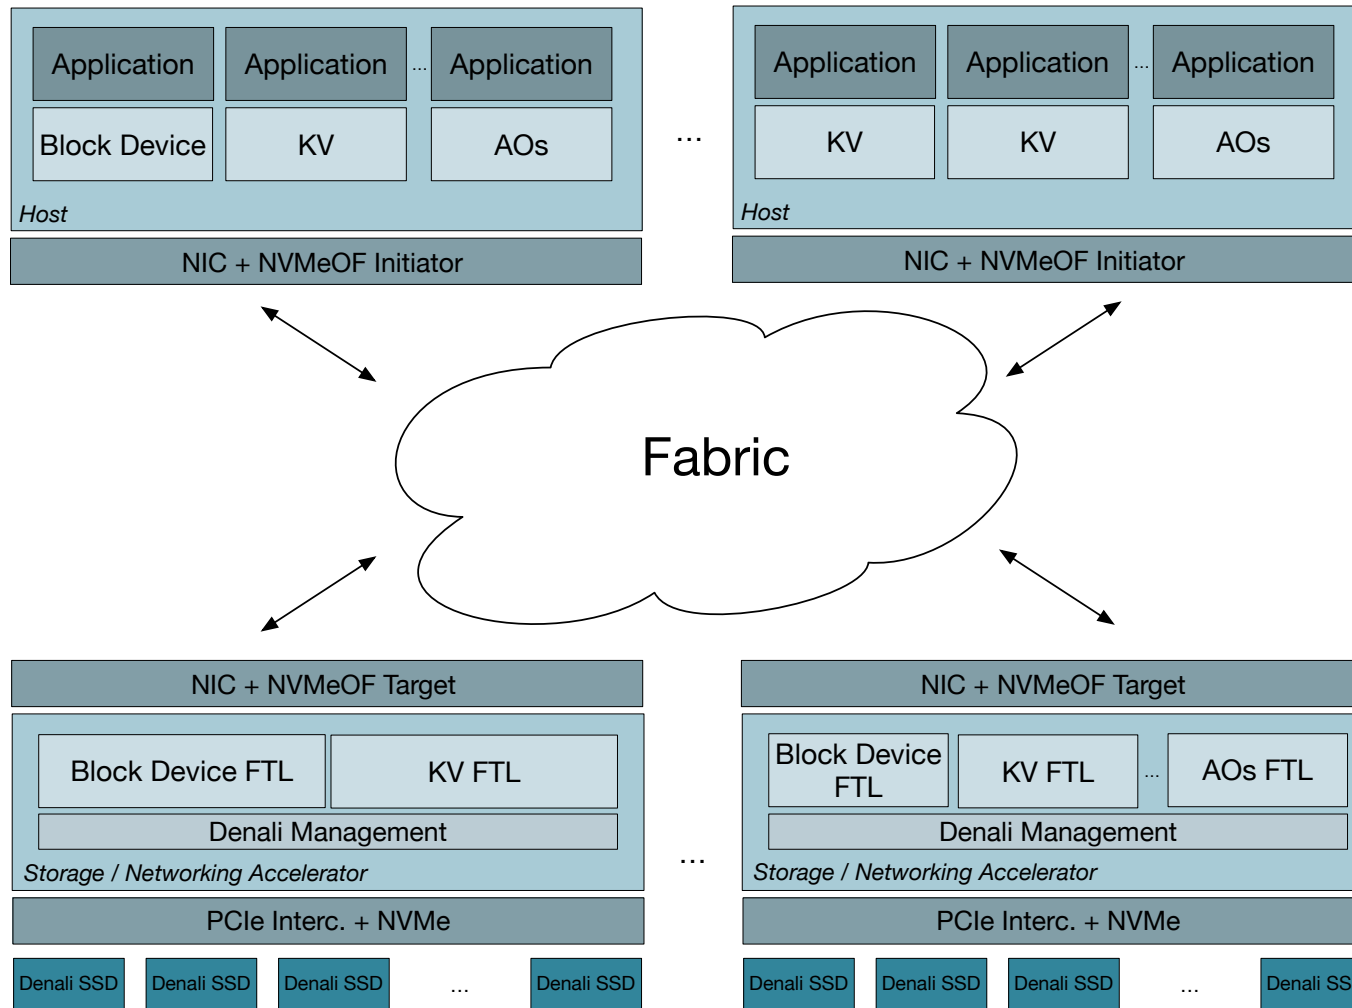 Application Application ... Application
Block Device KV AOs
Host
NIC + NVMeOF Initiator
...
Application Application ... Application
KV KV AOs
Host
NIC + NVMeOF Initiator
Fabric
NIC + NVMeOF Target
Block Device FTL KV FTL
Denali Management
Storage / Networking Accelerator
PCIe Interc. + NVMe
Denali SSD Denali SSD Denali SSD ... Denali SSD
...
NIC + NVMeOF Target
Block Device
FTL
KV FTL ... AOs FTL
Denali Management
Storage / Networking Accelerator
PCIe Interc. + NVMe
Denali SSD Denali SSD Denali SSD ... Denali SS